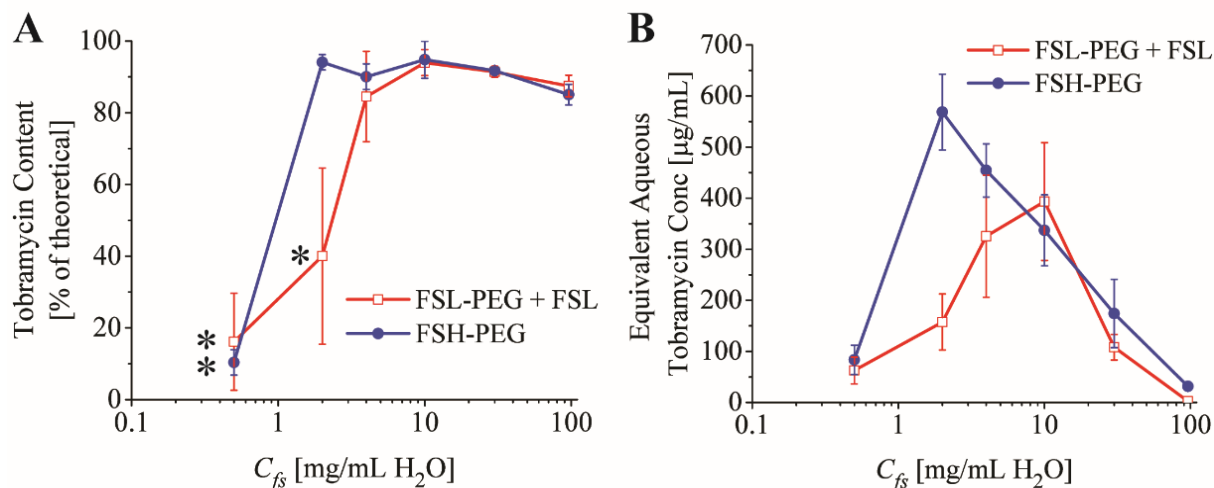 A
Tobramycin Content
[% of theoretical]
100
80
60
40
20
0
*
*
*
FSL-PEG + FSL
FSH-PEG
0.1
1
10
100
C_fs [mg/mL H₂O]
B
Equivalent Aqueous
Tobramycin Conc [µg/mL]
700
600
500
400
300
200
100
0
FSL-PEG + FSL
FSH-PEG
0.1
1
10
100
C_fs [mg/mL H₂O]